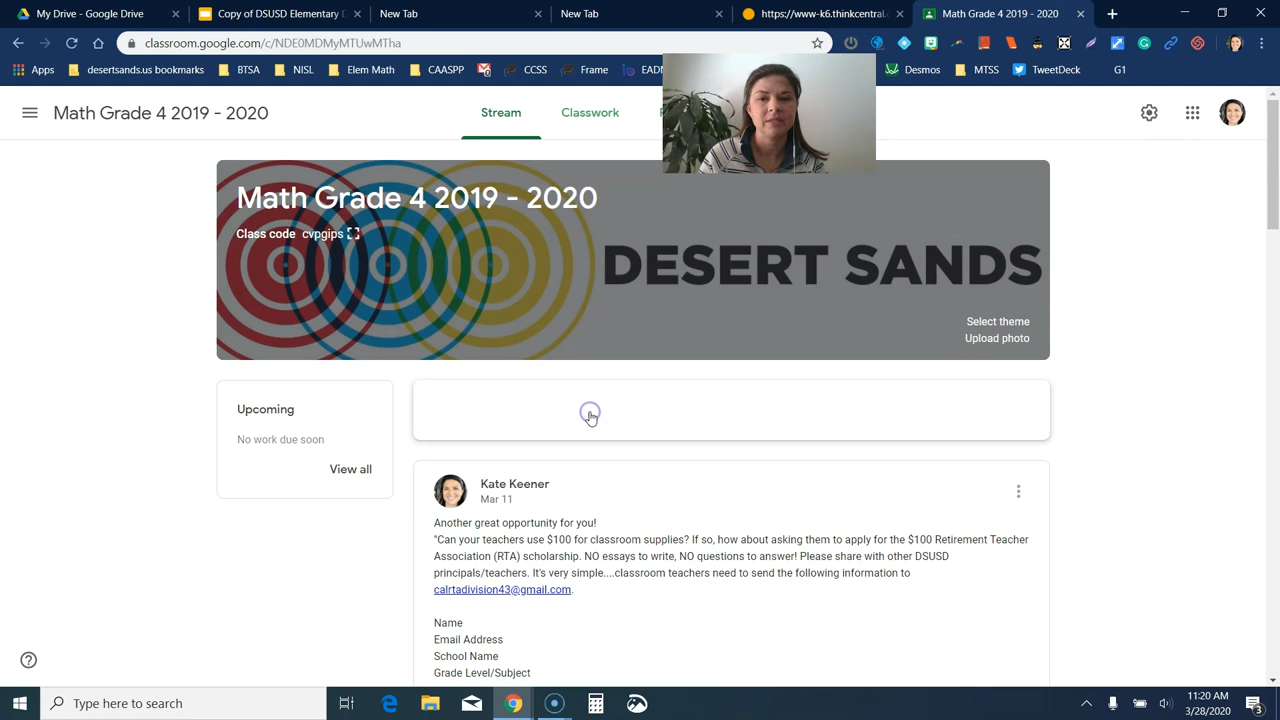 My Drive - Google Drive
Copy of DSUSD Elementary D
New Tab
New Tab
https://www-k6.thinkcentral.c
Math Grade 4 2019 - 2020
classroom.google.com/c/NDE0MDMyMTUwMTha
Apps
desertsands.us bookmarks
BTSA
NISL
Elem Math
CAASPP
CCSS
Frame
EADM
Desmos
MTSS
TweetDeck
G1
Math Grade 4 2019 - 2020
Stream
Classwork
Math Grade 4 2019 - 2020
Class code cvpgips
DESERT SANDS
Select theme
Upload photo
Upcoming
No work due soon
View all
Kate Keener
Mar 11
Another great opportunity for you!
"Can your teachers use $100 for classroom supplies? If so, how about asking them to apply for the $100 Retirement Teacher
Association (RTA) scholarship. NO essays to write, NO questions to answer! Please share with other DSUSD
principals/teachers. It's very simple....classroom teachers need to send the following information to
calrtadivision43@gmail.com.
Name
Email Address
School Name
Grade Level/Subject
Type here to search
11:20 AM
3/28/2020
3